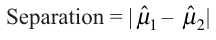 Separation = | μ̂₁ − μ̂₂|